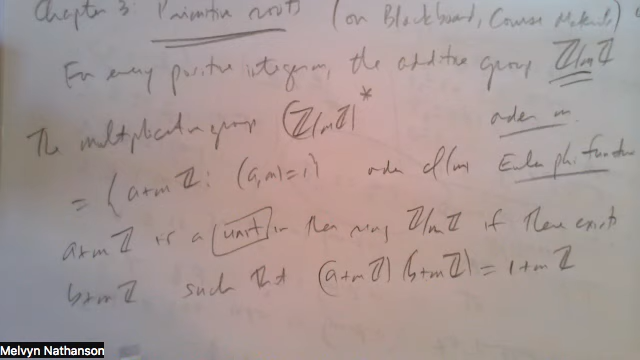 Chapter 3 Primitive roots (on Blackboard, Course Materials)
For every positive integer m, the additive group ℤ/mℤ
The multiplicative group (ℤ/mℤ)* order m.
= { a+mℤ : (a,m)=1 } order φ(m) Euler phi function
a+mℤ is a unit in the ring ℤ/mℤ if there exists
b+mℤ such that (a+mℤ)(b+mℤ) = 1+mℤ
Melvyn Nathanson